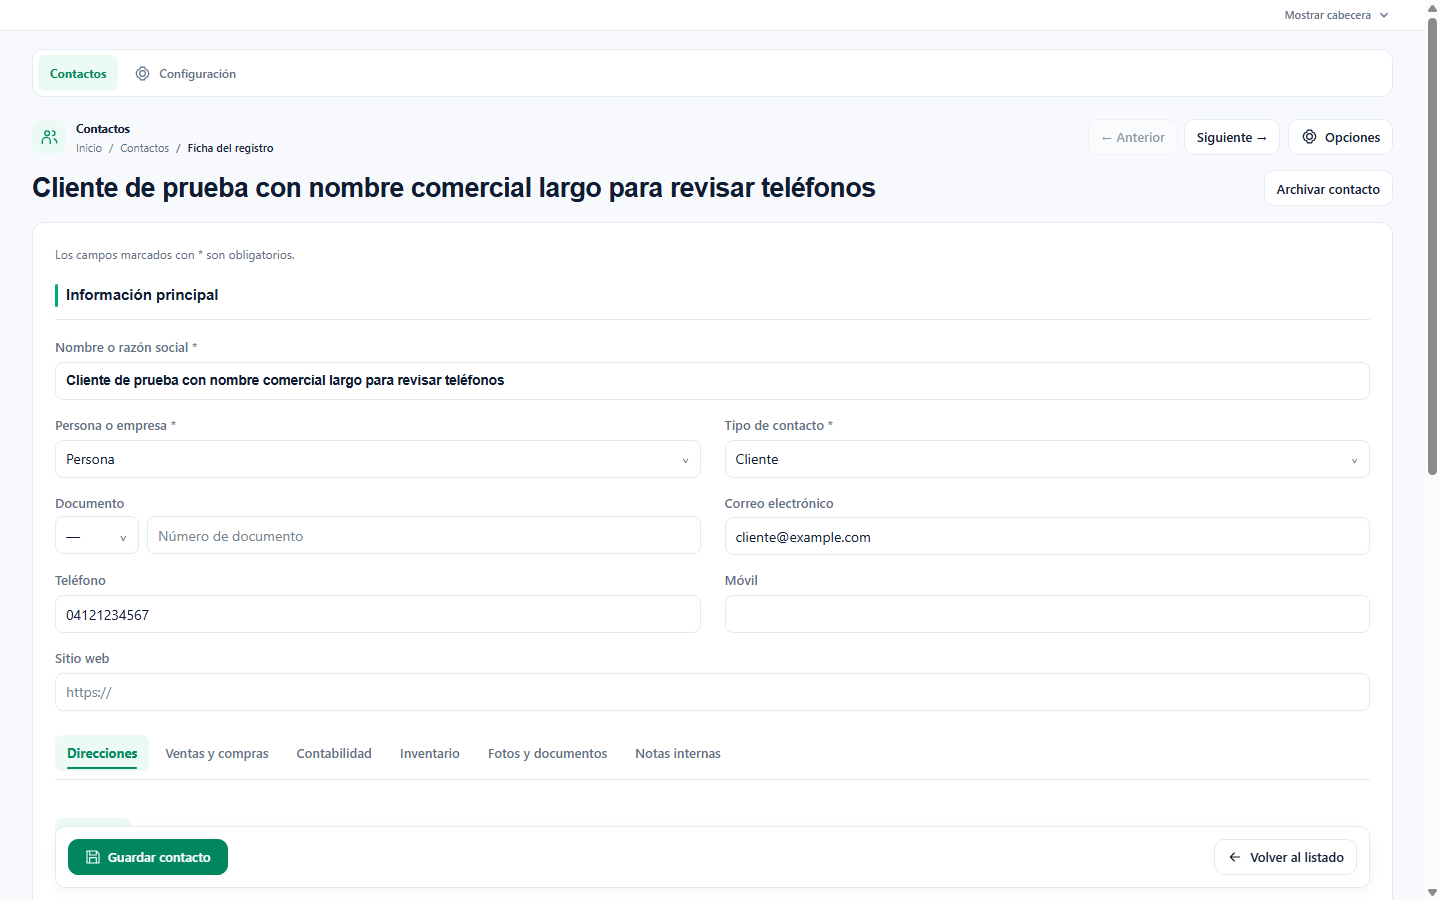 Mostrar cabecera
Contactos
Configuración
Contactos
Inicio / Contactos / Ficha del registro
← Anterior
Siguiente →
Opciones
Cliente de prueba con nombre comercial largo para revisar teléfonos
Archivar contacto
Los campos marcados con * son obligatorios.
Información principal
Nombre o razón social *
Cliente de prueba con nombre comercial largo para revisar teléfonos
Persona o empresa *
Tipo de contacto *
Persona
Cliente
Documento
Correo electrónico
—
Número de documento
cliente@example.com
Teléfono
Móvil
04121234567
Sitio web
https://
Direcciones
Ventas y compras
Contabilidad
Inventario
Fotos y documentos
Notas internas
Guardar contacto
← Volver al listado